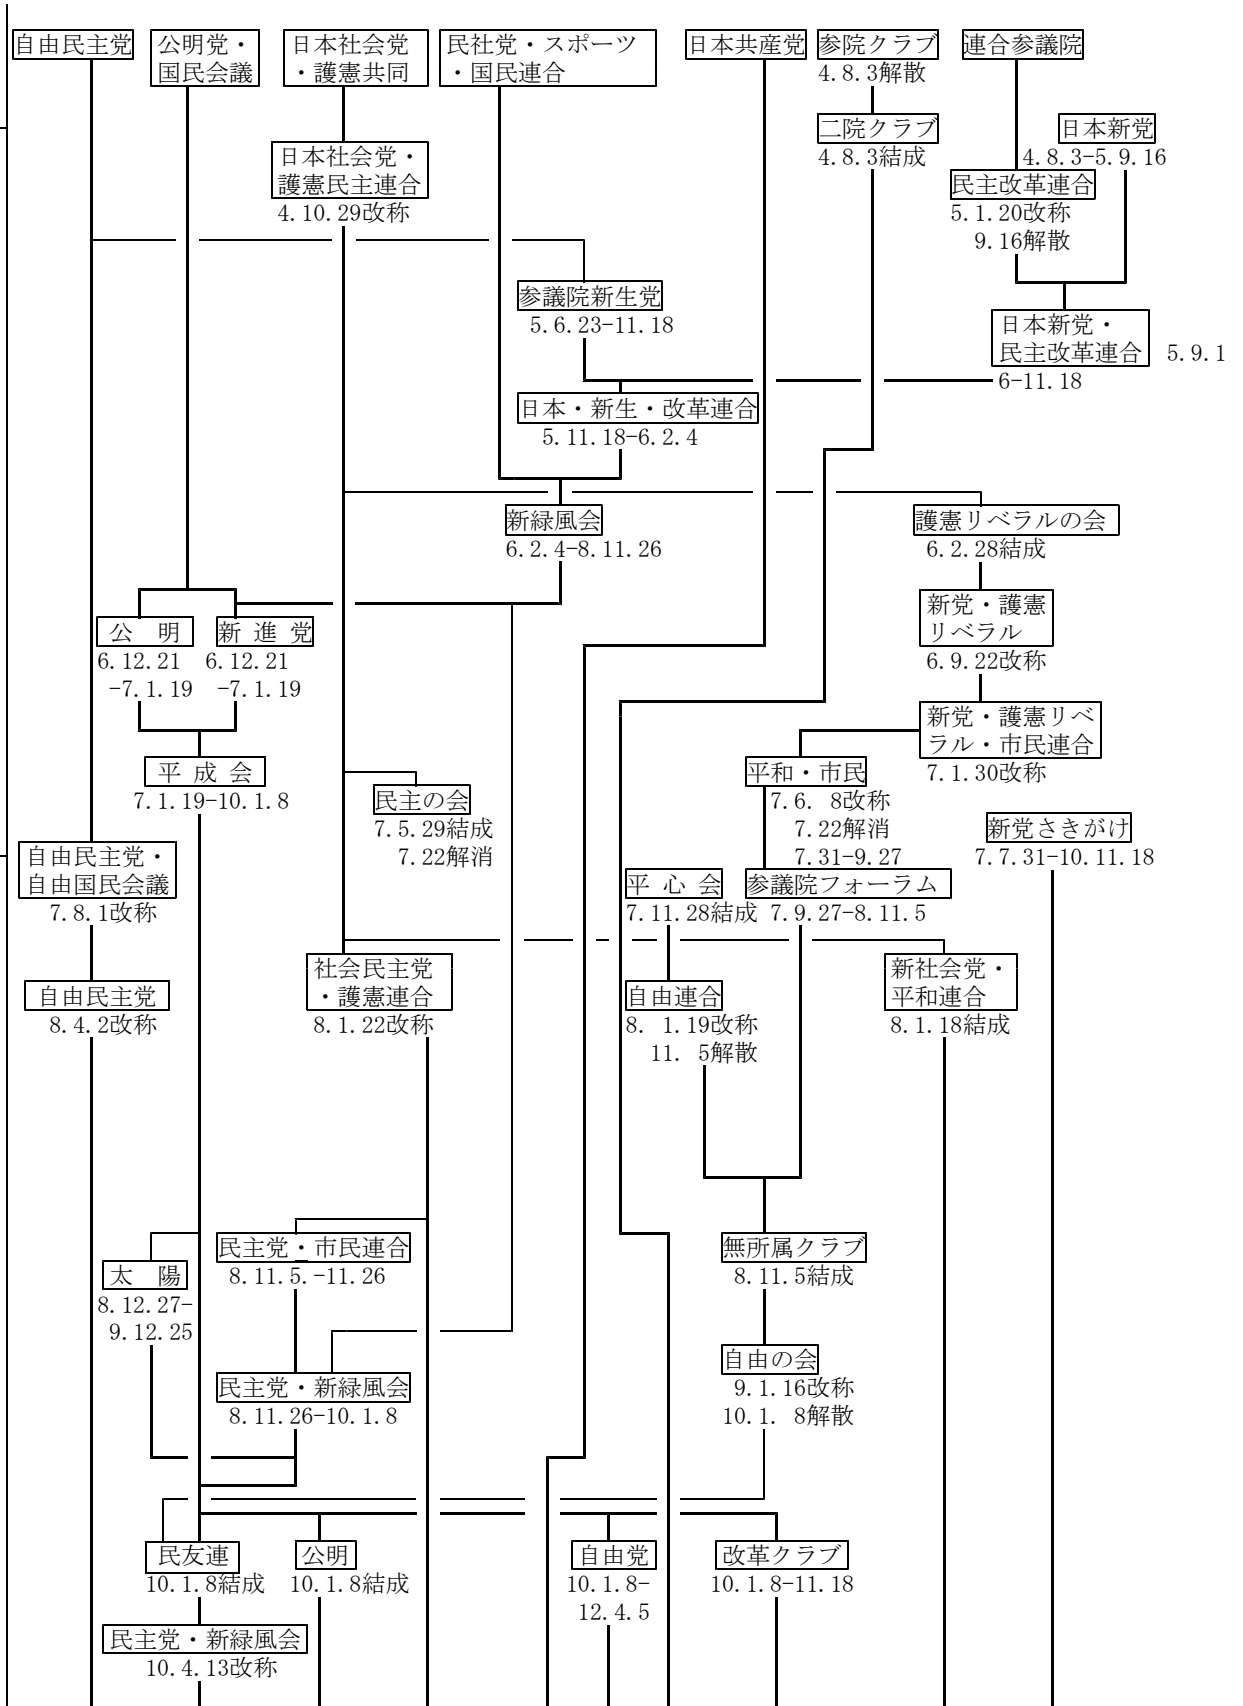 自由民主党
公明党・
国民会議
日本社会党
・護憲共同
民社党・スポーツ
・国民連合
日本共産党
参院クラブ
4.8.3解散
連合参議院
二院クラブ
4.8.3結成
日本新党
4.8.3-5.9.16
日本社会党・
護憲民主連合
4.10.29改称
民主改革連合
5.1.20改称
9.16解散
参議院新生党
5.6.23-11.18
日本新党・
民主改革連合 5.9.1
6-11.18
日本・新生・改革連合
5.11.18-6.2.4
新緑風会
6.2.4-8.11.26
護憲リベラルの会
6.2.28結成
新党・護憲
リベラル
6.9.22改称
公　明
6.12.21
-7.1.19
新 進 党
6.12.21
-7.1.19
新党・護憲リベ
ラル・市民連合
7.1.30改称
平 成 会
7.1.19-10.1.8
民主の会
7.5.29結成
7.22解消
平和・市民
7.6. 8改称
7.22解消
7.31-9.27
新党さきがけ
7.7.31-10.11.18
自由民主党・
自由国民会議
7.8.1改称
平 心 会
7.11.28結成
参議院フォーラム
7.9.27-8.11.5
社会民主党
・護憲連合
8.1.22改称
新社会党・
平和連合
8.1.18結成
自由民主党
8.4.2改称
自由連合
8. 1.19改称
11. 5解散
民主党・市民連合
8.11.5.-11.26
無所属クラブ
8.11.5結成
太　陽
8.12.27-
9.12.25
自由の会
9.1.16改称
10.1. 8解散
民主党・新緑風会
8.11.26-10.1.8
民友連
10.1.8結成
公明
10.1.8結成
自由党
10.1.8-
12.4.5
改革クラブ
10.1.8-11.18
民主党・新緑風会
10.4.13改称